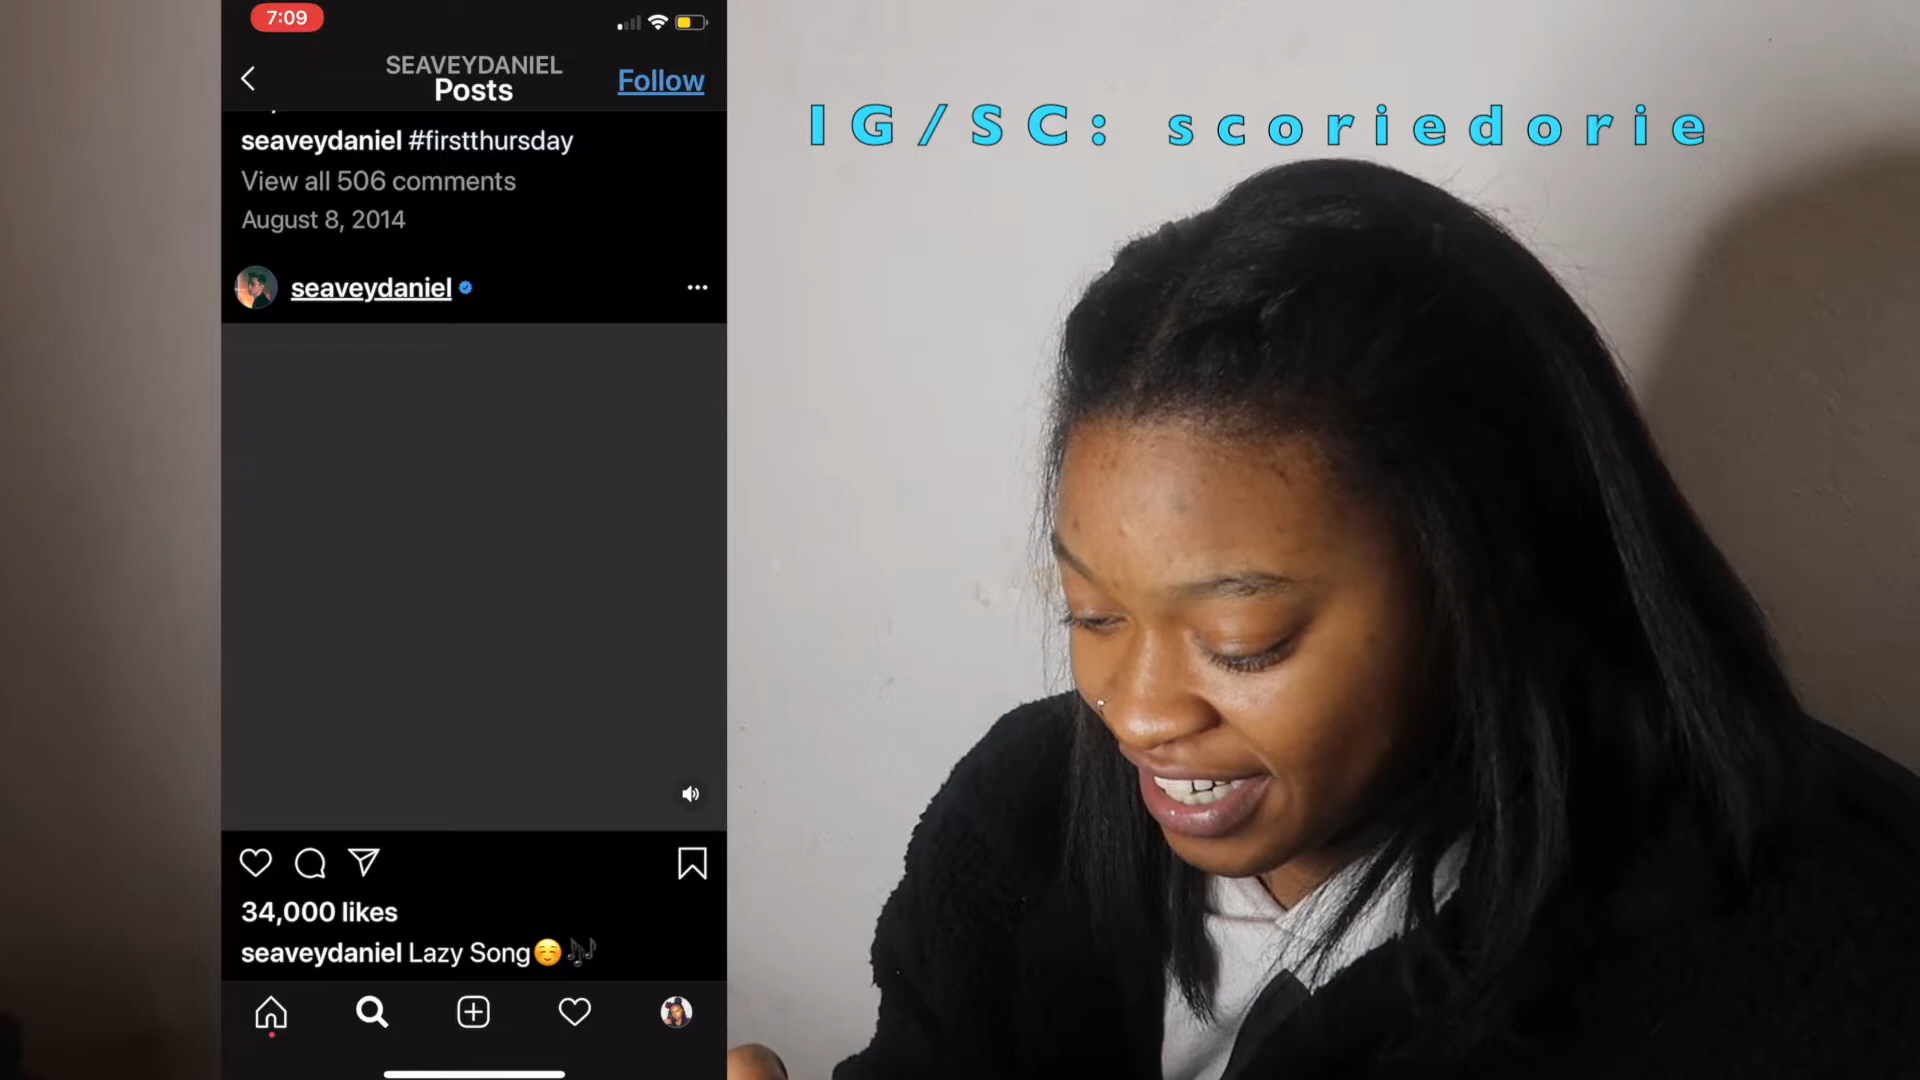 7:09
SEAVEYDANIEL
Posts
Follow
seaveydaniel #firstthursday
View all 506 comments
August 8, 2014
seaveydaniel
34,000 likes
seaveydaniel Lazy Song☺️🎶
IG/SC: scoriedorie